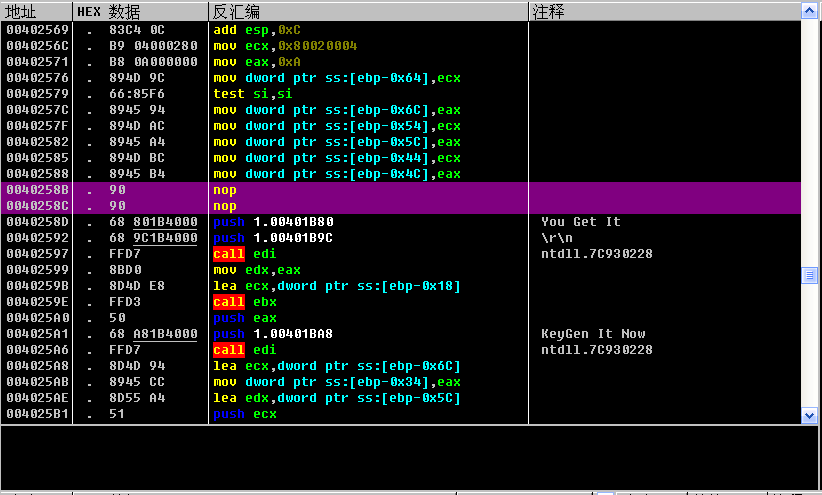 地址 HEX 数据 反汇编 注释
00402569 . 83C4 0C add esp,0xC
0040256C . B9 04000280 mov ecx,0x80020004
00402571 . B8 0A000000 mov eax,0xA
00402576 . 894D 9C mov dword ptr ss:[ebp-0x64],ecx
00402579 . 66:85F6 test si,si
0040257C . 8945 94 mov dword ptr ss:[ebp-0x6C],eax
0040257F . 894D AC mov dword ptr ss:[ebp-0x54],ecx
00402582 . 8945 A4 mov dword ptr ss:[ebp-0x5C],eax
00402585 . 894D BC mov dword ptr ss:[ebp-0x44],ecx
00402588 . 8945 B4 mov dword ptr ss:[ebp-0x4C],eax
0040258B . 90 nop
0040258C . 90 nop
0040258D . 68 801B4000 push 1.00401B80 You Get It
00402592 . 68 9C1B4000 push 1.00401B9C \r\n
00402597 . FFD7 call edi ntdll.7C930228
00402599 . 8BD0 mov edx,eax
0040259B . 8D4D E8 lea ecx,dword ptr ss:[ebp-0x18]
0040259E . FFD3 call ebx
004025A0 . 50 push eax
004025A1 . 68 A81B4000 push 1.00401BA8 KeyGen It Now
004025A6 . FFD7 call edi ntdll.7C930228
004025A8 . 8D4D 94 lea ecx,dword ptr ss:[ebp-0x6C]
004025AB . 8945 CC mov dword ptr ss:[ebp-0x34],eax
004025AE . 8D55 A4 lea edx,dword ptr ss:[ebp-0x5C]
004025B1 . 51 push ecx